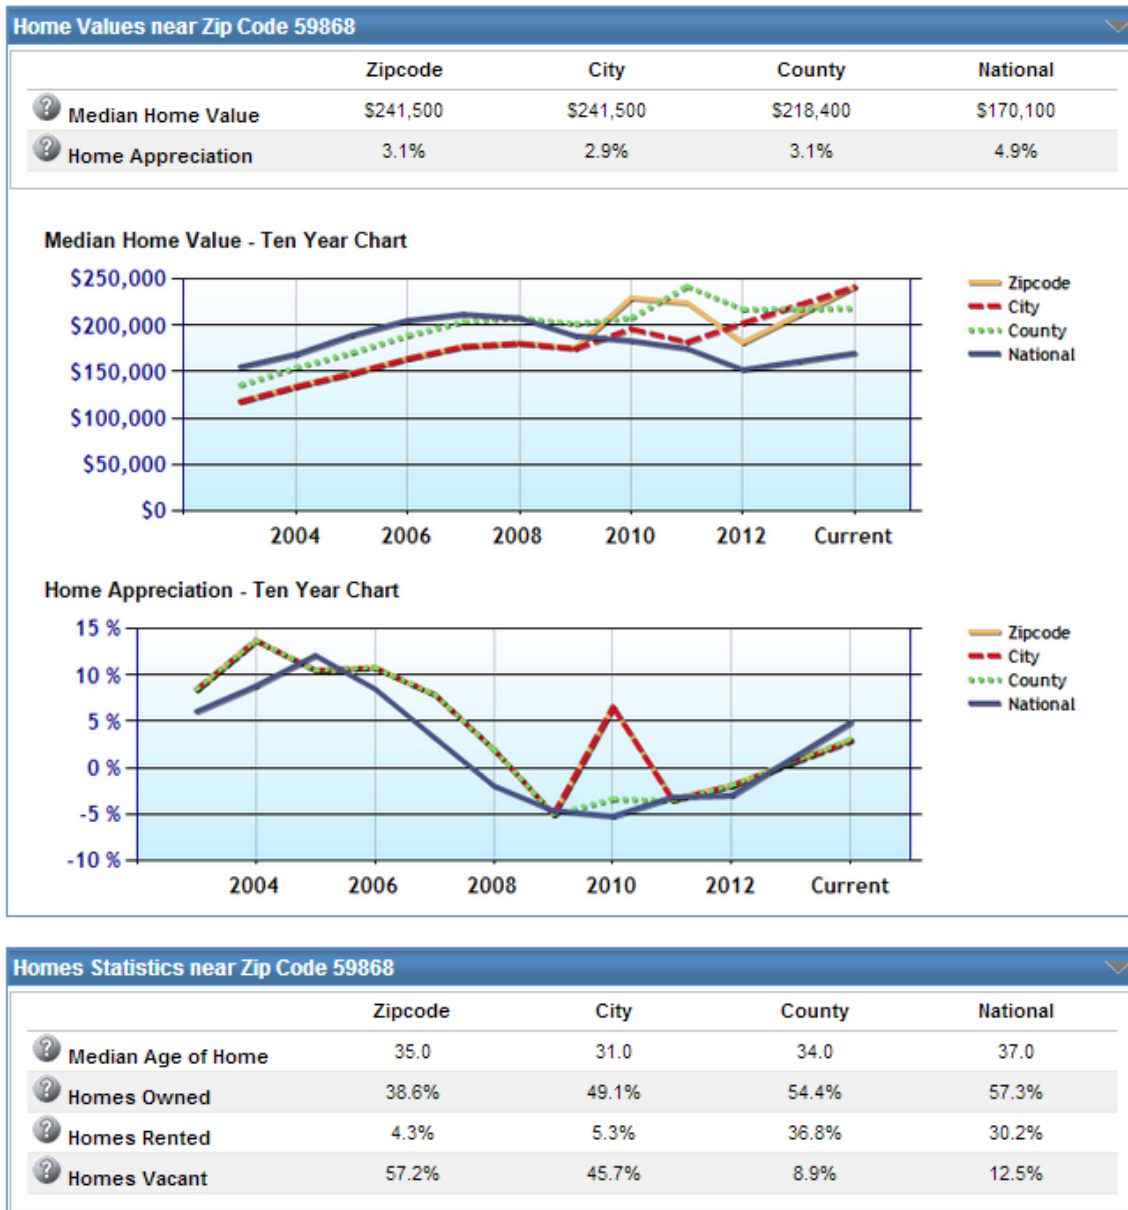 Home Values near Zip Code 59868
Zipcode City County National
? Median Home Value $241,500 $241,500 $218,400 $170,100
? Home Appreciation 3.1% 2.9% 3.1% 4.9%
Median Home Value - Ten Year Chart
$250,000
$200,000
$150,000
$100,000
$50,000
$0
2004 2006 2008 2010 2012 Current
Zipcode
City
County
National
Home Appreciation - Ten Year Chart
15 %
10 %
5 %
0 %
-5 %
-10 %
2004 2006 2008 2010 2012 Current
Zipcode
City
County
National
Homes Statistics near Zip Code 59868
Zipcode City County National
? Median Age of Home 35.0 31.0 34.0 37.0
? Homes Owned 38.6% 49.1% 54.4% 57.3%
? Homes Rented 4.3% 5.3% 36.8% 30.2%
? Homes Vacant 57.2% 45.7% 8.9% 12.5%